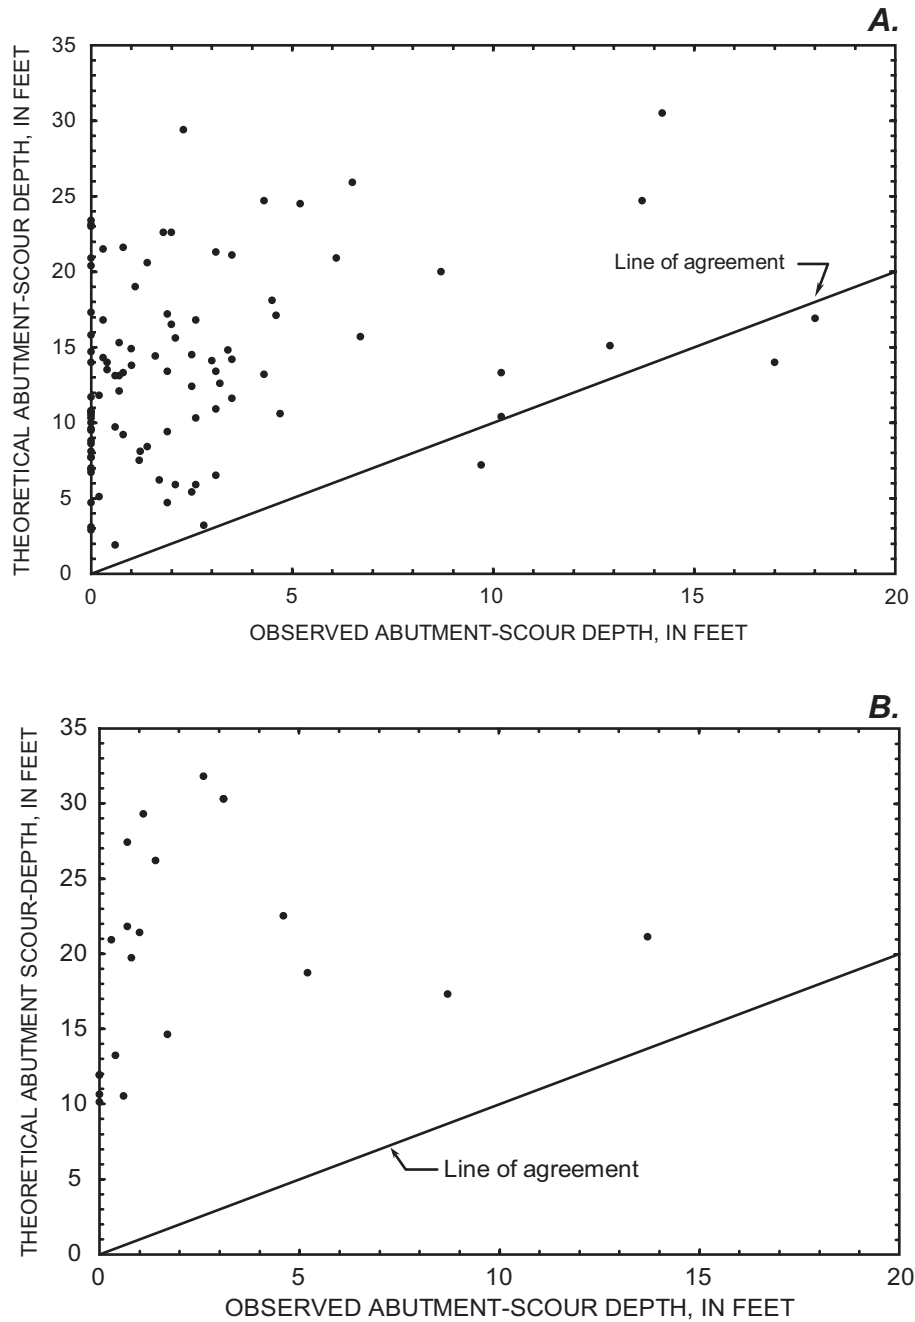 A.
THEORETICAL ABUTMENT-SCOUR DEPTH, IN FEET
35
30
25
20
15
10
5
0
Line of agreement
0 5 10 15 20
OBSERVED ABUTMENT-SCOUR DEPTH, IN FEET
B.
THEORETICAL ABUTMENT SCOUR-DEPTH, IN FEET
35
30
25
20
15
10
5
0
Line of agreement
0 5 10 15 20
OBSERVED ABUTMENT-SCOUR DEPTH, IN FEET